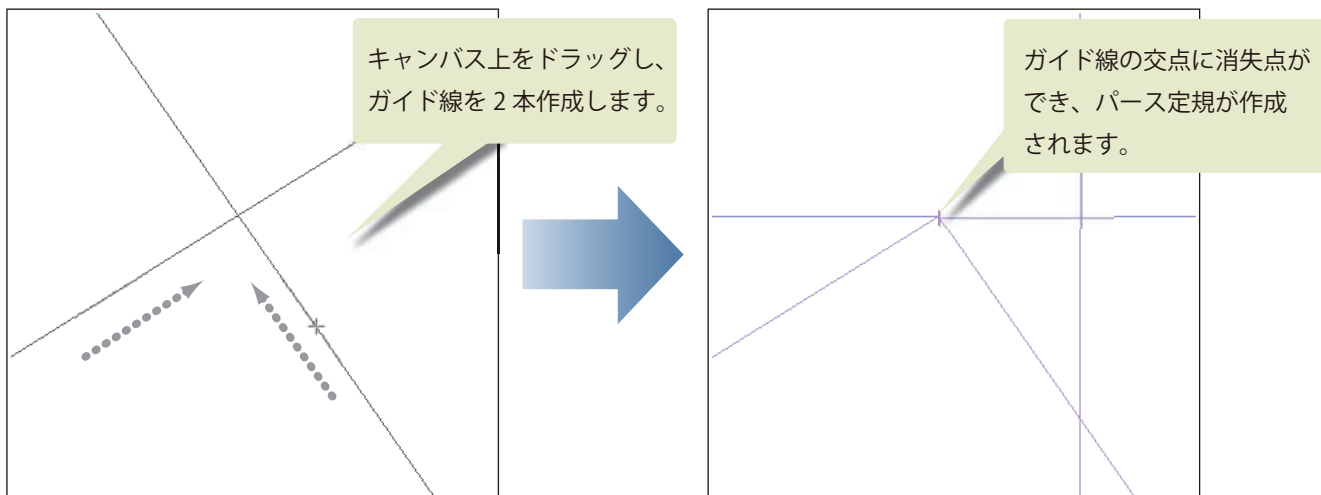 キャンバス上をドラッグし、
ガイド線を 2 本作成します。
ガイド線の交点に消失点が
でき、パース定規が作成
されます。